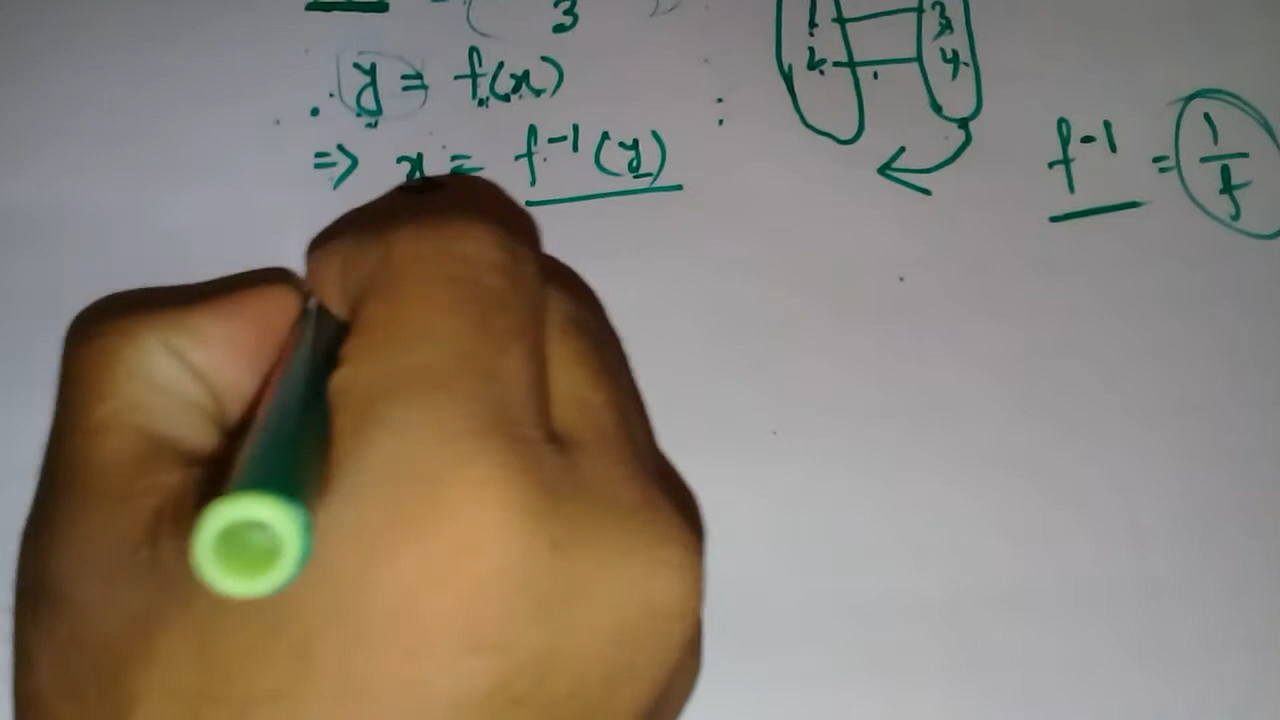 3
y = f(x)
=> x = f⁻¹(y)
1 3
2 4
f⁻¹ = 1/f